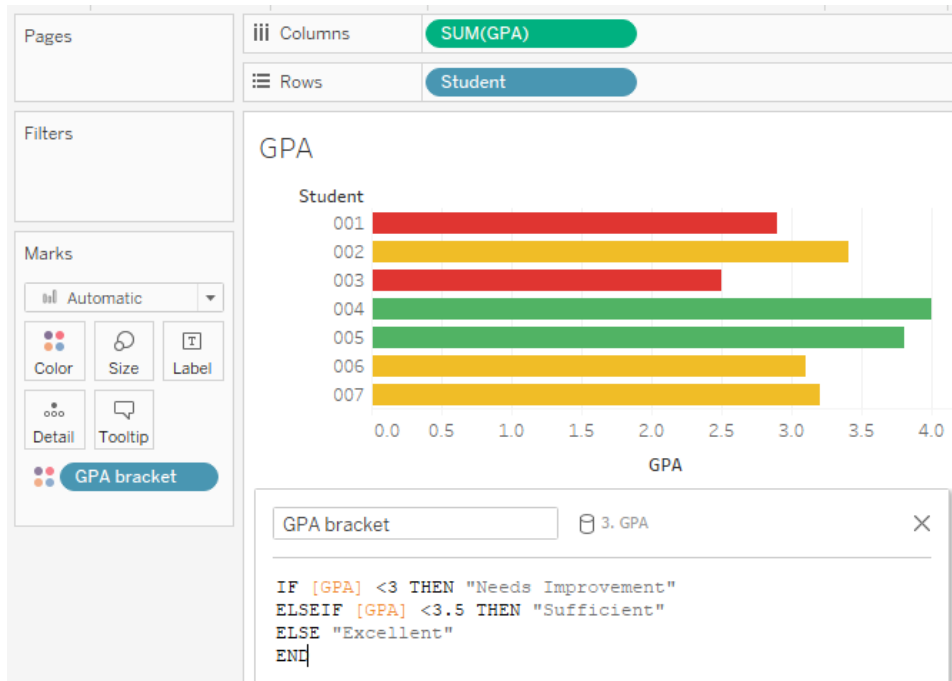 Pages
Columns
SUM(GPA)
Rows
Student
Filters
GPA
Student
001
002
003
004
005
006
007
0.0 0.5 1.0 1.5 2.0 2.5 3.0 3.5 4.0
GPA
Marks
Automatic
Color Size Label
T
Detail Tooltip
GPA bracket
GPA bracket
3. GPA
IF [GPA] <3 THEN "Needs Improvement"
ELSEIF [GPA] <3.5 THEN "Sufficient"
ELSE "Excellent"
END